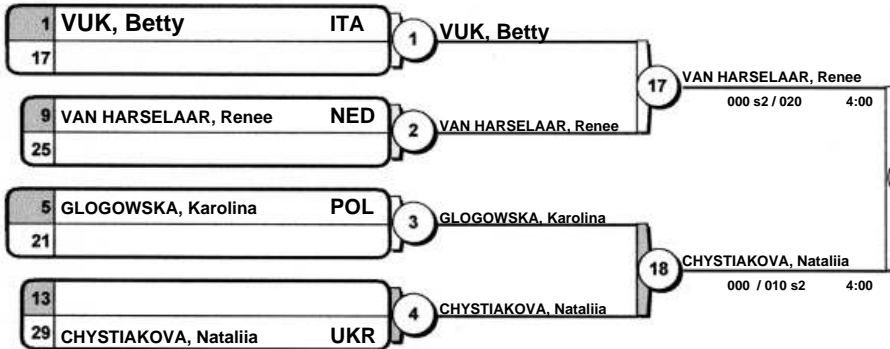 1 VUK, Betty ITA
17
1 VUK, Betty
9 VAN HARSELAAR, Renee NED
25
2 VAN HARSELAAR, Renee
17 VAN HARSELAAR, Renee
000 s2 / 020 4:00
5 GLOGOWSKA, Karolina POL
21
3 GLOGOWSKA, Karolina
13
29 CHYSTIAKOVA, Nataliia UKR
4 CHYSTIAKOVA, Nataliia
18 CHYSTIAKOVA, Nataliia
000 / 010 s2 4:00